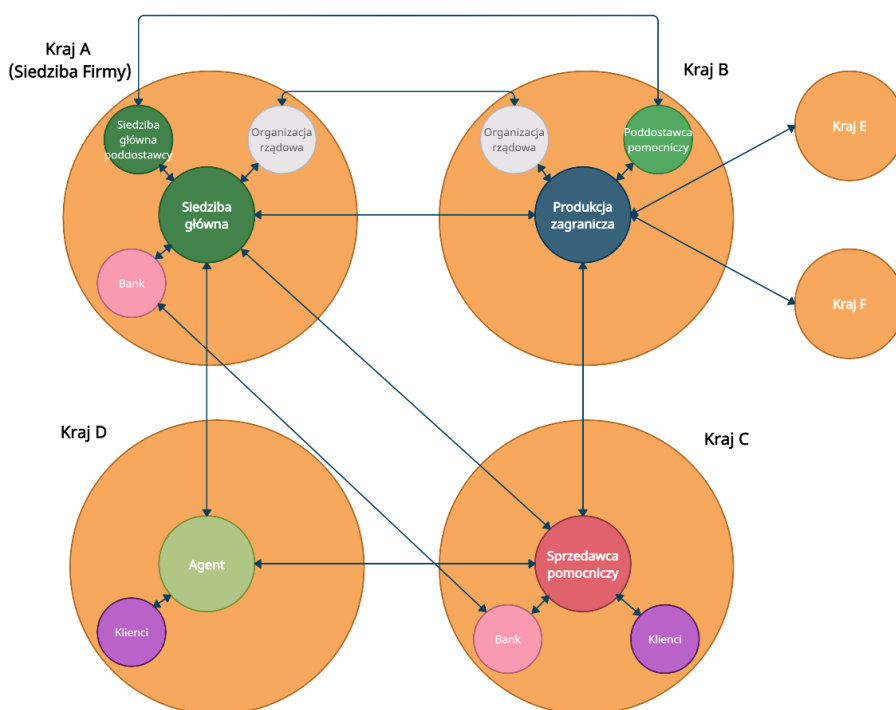 Kraj A
(Siedziba Firmy)
Kraj B
Siedziba
główna
poddostawcy
Organizacja
rządowa
Organizacja
rządowa
Poddostawca
pomocniczy
Kraj E
Siedziba
główna
Produkcja
zagranicza
Bank
Kraj F
Kraj D
Kraj C
Agent
Sprzedawca
pomocniczy
Klienci
Bank
Klienci